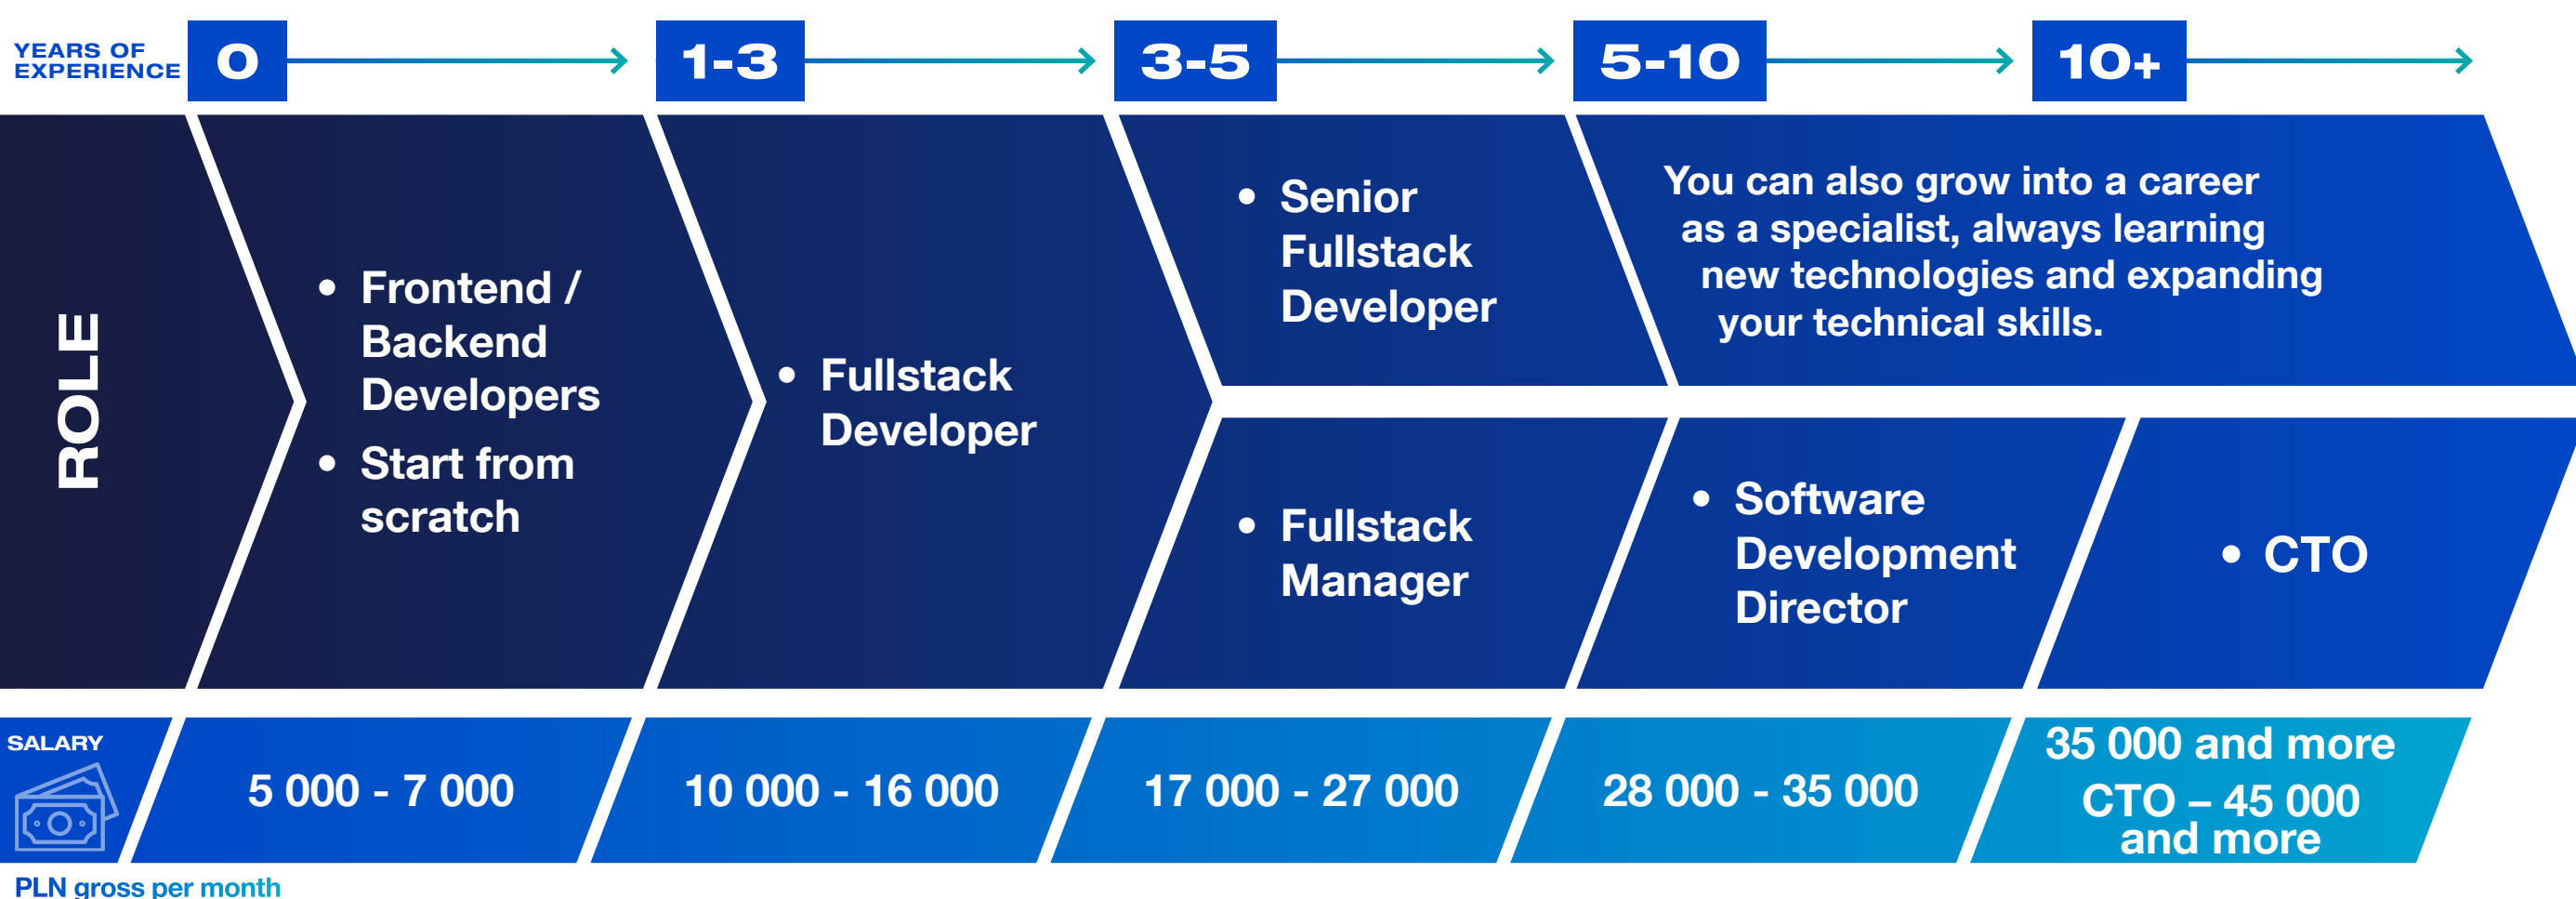 YEARS OF
EXPERIENCE
0
1-3
3-5
5-10
10+
ROLE
• Frontend /
Backend
Developers
• Start from
scratch
• Fullstack
Developer
• Senior
Fullstack
Developer
You can also grow into a career
as a specialist, always learning
new technologies and expanding
your technical skills.
• Fullstack
Manager
• Software
Development
Director
• CTO
SALARY
5 000 - 7 000
10 000 - 16 000
17 000 - 27 000
28 000 - 35 000
35 000 and more
CTO – 45 000
and more
PLN gross per month